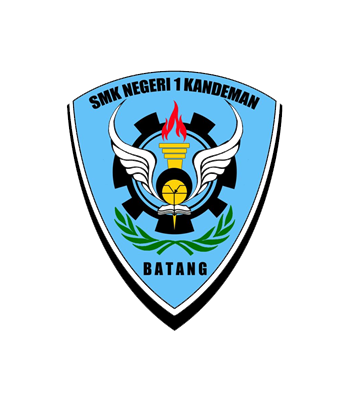 SMK NEGERI 1 KANDEMAN
BATANG